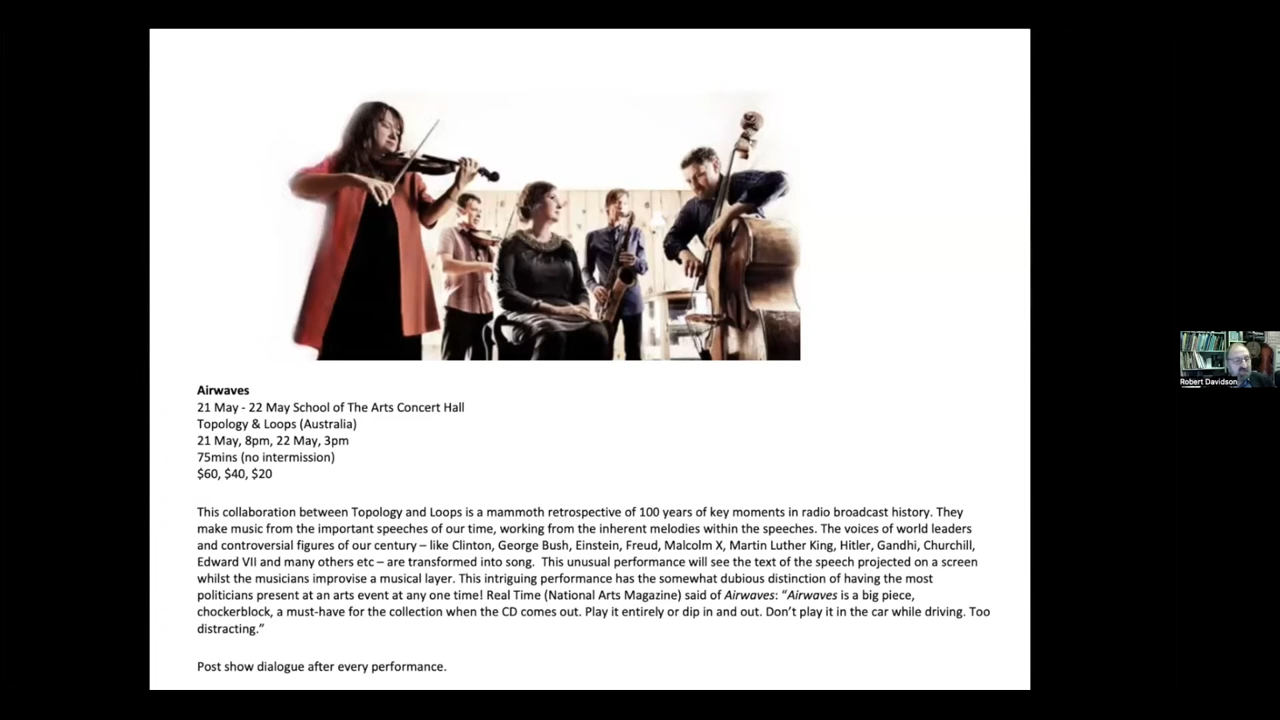 Airwaves
21 May - 22 May School of The Arts Concert Hall
Topology & Loops (Australia)
21 May, 8pm, 22 May, 3pm
75mins (no intermission)
$60, $40, $20
This collaboration between Topology and Loops is a mammoth retrospective of 100 years of key moments in radio broadcast history. They
make music from the important speeches of our time, working from the inherent melodies within the speeches. The voices of world leaders
and controversial figures of our century – like Clinton, George Bush, Einstein, Freud, Malcolm X, Martin Luther King, Hitler, Gandhi, Churchill,
Edward VII and many others etc – are transformed into song.  This unusual performance will see the text of the speech projected on a screen
whilst the musicians improvise a musical layer. This intriguing performance has the somewhat dubious distinction of having the most
politicians present at an arts event at any one time! Real Time (National Arts Magazine) said of Airwaves: “Airwaves is a big piece,
chockerblock, a must-have for the collection when the CD comes out. Play it entirely or dip in and out. Don’t play it in the car while driving. Too
distracting.”
Post show dialogue after every performance.
Robert Davidson